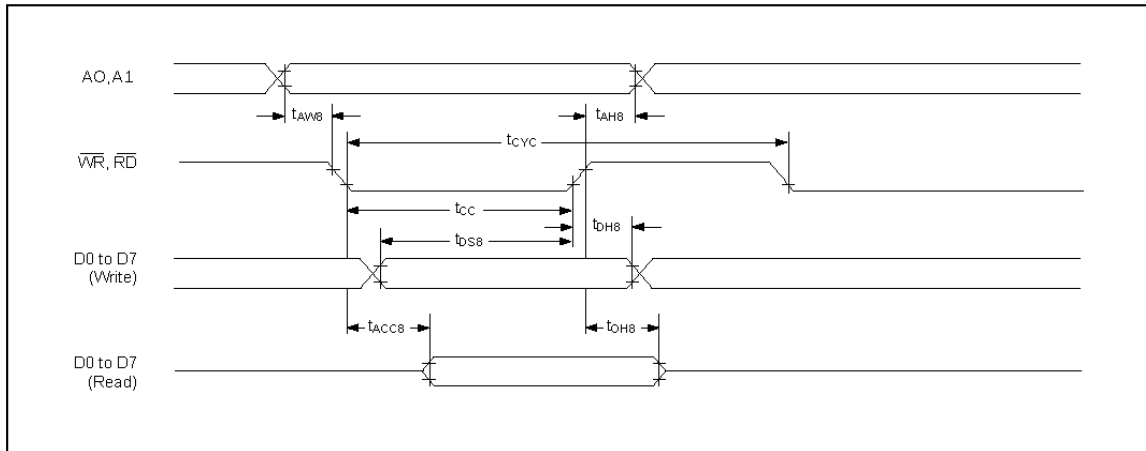 AO,A1
tAW8
tAH8
tCYC
WR, RD
tCC
tDH8
tDS8
D0 to D7
(Write)
tACC8
tOH8
D0 to D7
(Read)